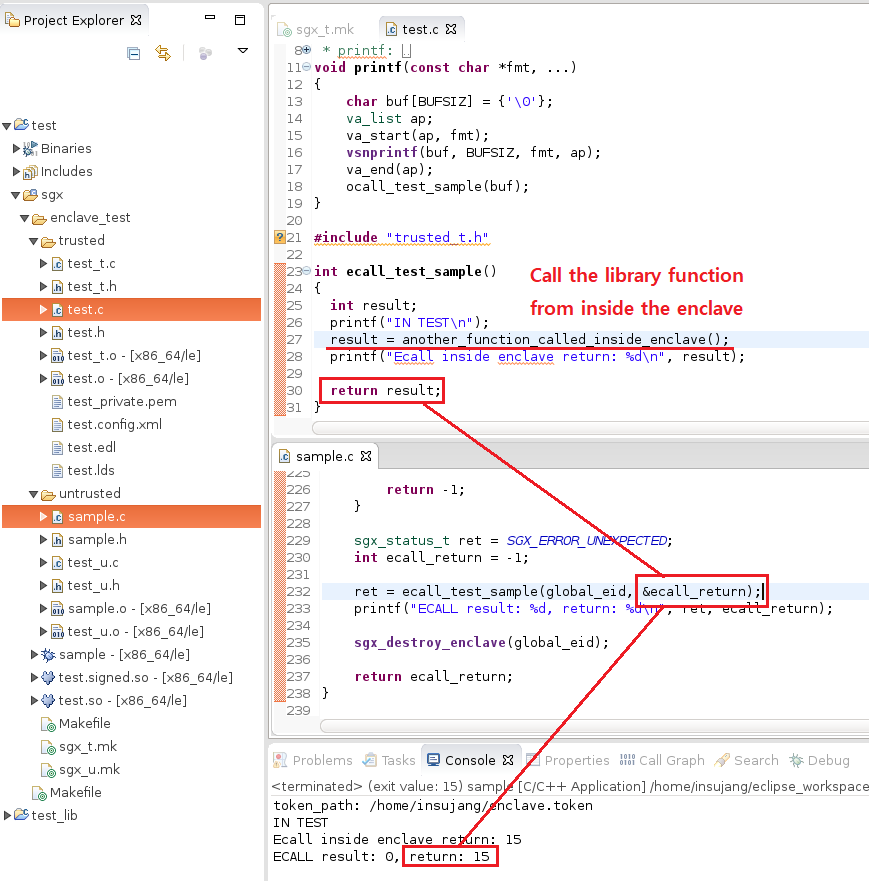 Project Explorer
test
Binaries
Includes
sgx
enclave_test
trusted
test_t.c
test_t.h
test.c
test.h
test_t.o - [x86_64/le]
test.o - [x86_64/le]
test_private.pem
test.config.xml
test.edl
test.lds
untrusted
sample.c
sample.h
test_u.c
test_u.h
sample.o - [x86_64/le]
test_u.o - [x86_64/le]
sample - [x86_64/le]
test.signed.so - [x86_64/le]
test.so - [x86_64/le]
Makefile
sgx_t.mk
sgx_u.mk
Makefile
test_lib
sgx_t.mk test.c
8 * printf:
11 void printf(const char *fmt, ...)
12 {
13 char buf[BUFSIZ] = {'\0'};
14 va_list ap;
15 va_start(ap, fmt);
16 vsnprintf(buf, BUFSIZ, fmt, ap);
17 va_end(ap);
18 ocall_test_sample(buf);
19 }
20
21 #include "trusted_t.h"
22
23 int ecall_test_sample()
24 {
25 int result;
26 printf("IN TEST\n");
27 result = another_function_called_inside_enclave();
28 printf("Ecall inside enclave return: %d\n", result);
29
30 return result;
31 }
Call the library function
from inside the enclave
sample.c
225
226 return -1;
227 }
228
229 sgx_status_t ret = SGX_ERROR_UNEXPECTED;
230 int ecall_return = -1;
231
232 ret = ecall_test_sample(global_eid, &ecall_return);
233 printf("ECALL result: %d, return: %d\n", ret, ecall_return);
234
235 sgx_destroy_enclave(global_eid);
236
237 return ecall_return;
238 }
239
Problems Tasks Console Properties Call Graph Search Debug
<terminated> (exit value: 15) sample [C/C++ Application] /home/insujang/eclipse_workspace
token_path: /home/insujang/enclave.token
IN TEST
Ecall inside enclave return: 15
ECALL result: 0, return: 15